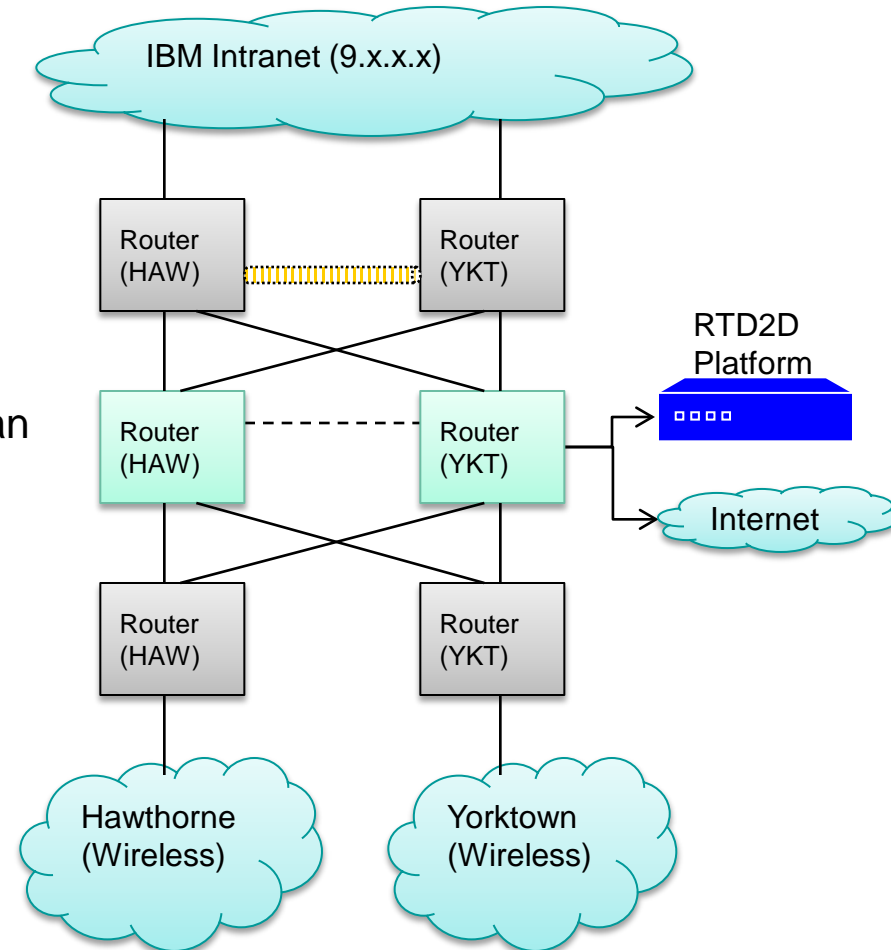 IBM Intranet (9.x.x.x)
Router
(HAW)
Router
(YKT)
RTD2D
Platform
an
Router
(HAW)
Router
(YKT)
Internet
Router
(HAW)
Router
(YKT)
Hawthorne
(Wireless)
Yorktown
(Wireless)